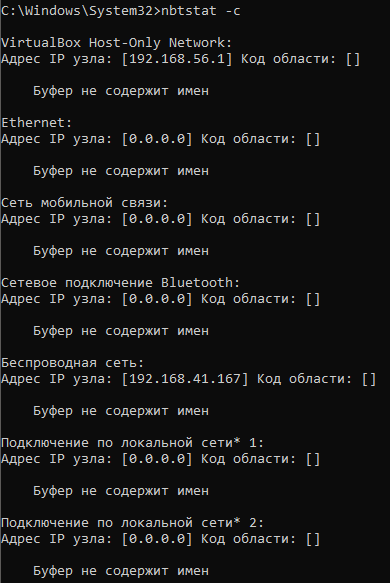 C:\Windows\System32>nbtstat -c
VirtualBox Host-Only Network:
Адрес IP узла: [192.168.56.1] Код области: []
Буфер не содержит имен
Ethernet:
Адрес IP узла: [0.0.0.0] Код области: []
Буфер не содержит имен
Сеть мобильной связи:
Адрес IP узла: [0.0.0.0] Код области: []
Буфер не содержит имен
Сетевое подключение Bluetooth:
Адрес IP узла: [0.0.0.0] Код области: []
Буфер не содержит имен
Беспроводная сеть:
Адрес IP узла: [192.168.41.167] Код области: []
Буфер не содержит имен
Подключение по локальной сети* 1:
Адрес IP узла: [0.0.0.0] Код области: []
Буфер не содержит имен
Подключение по локальной сети* 2:
Адрес IP узла: [0.0.0.0] Код области: []
Буфер не содержит имен